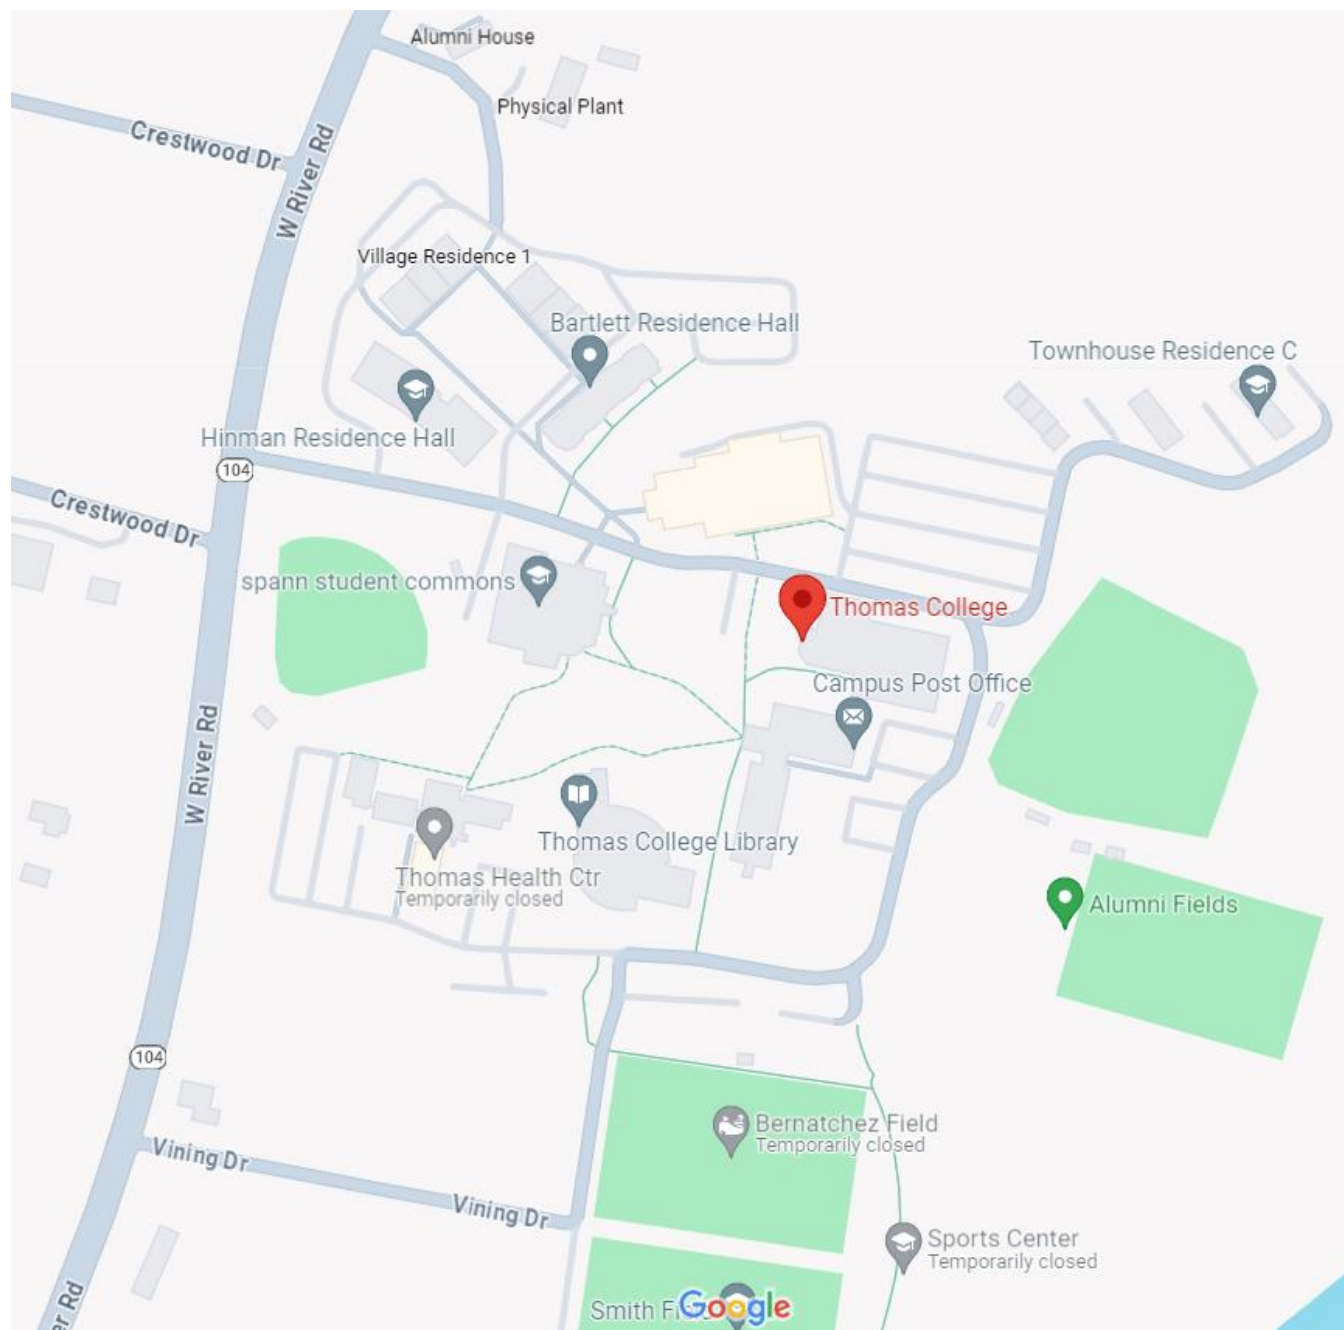 Alumni House
Physical Plant
Crestwood Dr
W River Rd
Village Residence 1
Bartlett Residence Hall
Townhouse Residence C
Hinman Residence Hall
104
Crestwood Dr
spann student commons
Thomas College
Campus Post Office
W River Rd
Thomas College Library
Thomas Health Ctr
Temporarily closed
Alumni Fields
104
Bernatchez Field
Temporarily closed
Vining Dr
Vining Dr
Sports Center
Temporarily closed
Smith
Google
Rd